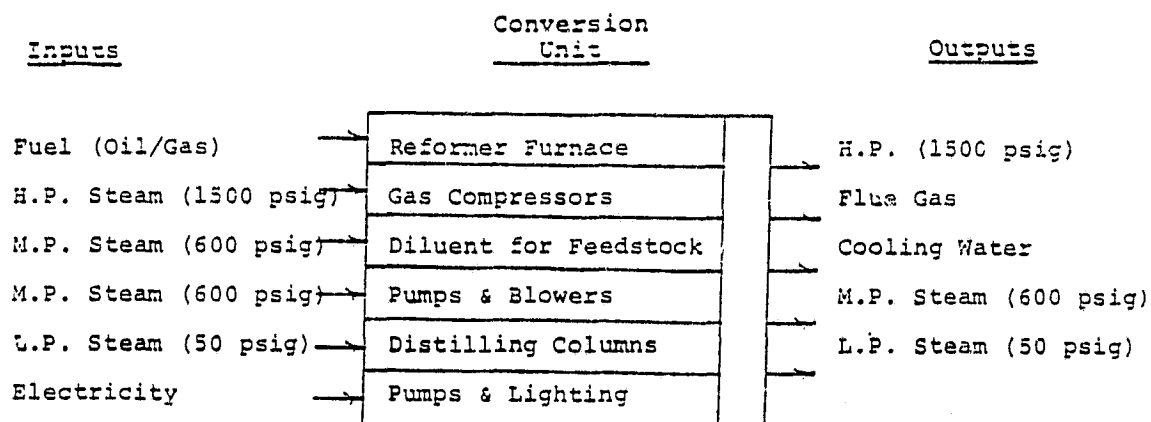 Conversion
Inputs Unit Outputs
Fuel (Oil/Gas) Reformer Furnace H.P. (1500 psig)
H.P. Steam (1500 psig) Gas Compressors Flue Gas
M.P. Steam (600 psig) Diluent for Feedstock Cooling Water
M.P. Steam (600 psig) Pumps & Blowers M.P. Steam (600 psig)
L.P. Steam (50 psig) Distilling Columns L.P. Steam (50 psig)
Electricity Pumps & Lighting